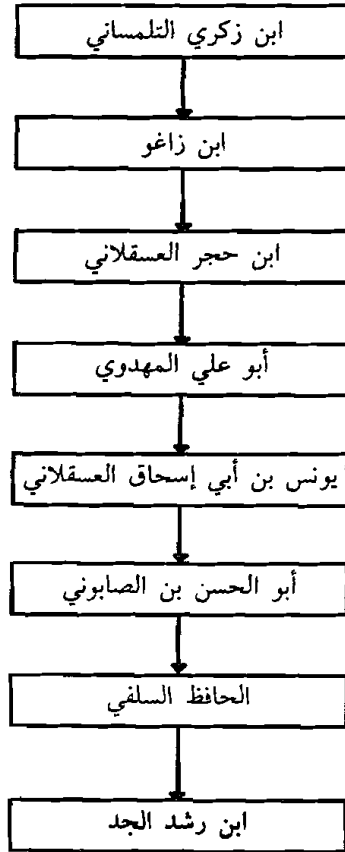 ابن زكري التلمساني
ابن زاغو
ابن حجر العسقلاني
أبو علي المهدوي
يونس بن أبي إسحاق العسقلاني
أبو الحسن بن الصابوني
الحافظ السلفي
ابن رشد الجد